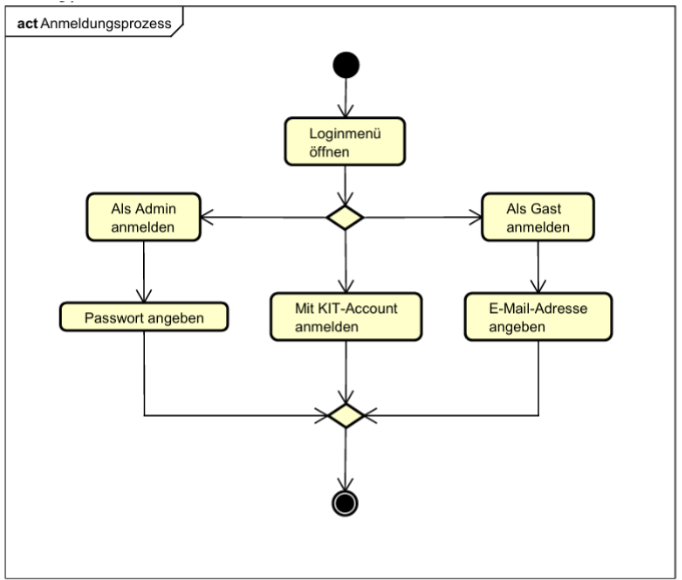 act Anmeldungsprozess
Loginmenü
öffnen
Als Admin
anmelden
Als Gast
anmelden
Passwort angeben
Mit KIT-Account
anmelden
E-Mail-Adresse
angeben